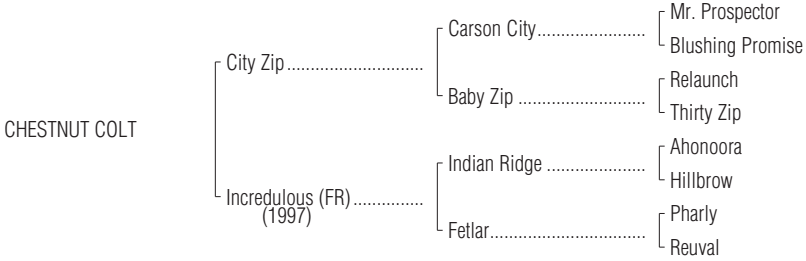 Mr. Prospector
Carson City
Blushing Promise
City Zip
Relaunch
Baby Zip
Thirty Zip
CHESTNUT COLT
Ahonoora
Indian Ridge
Hillbrow
Incredulous (FR)
(1997)
Pharly
Fetlar
Reuval